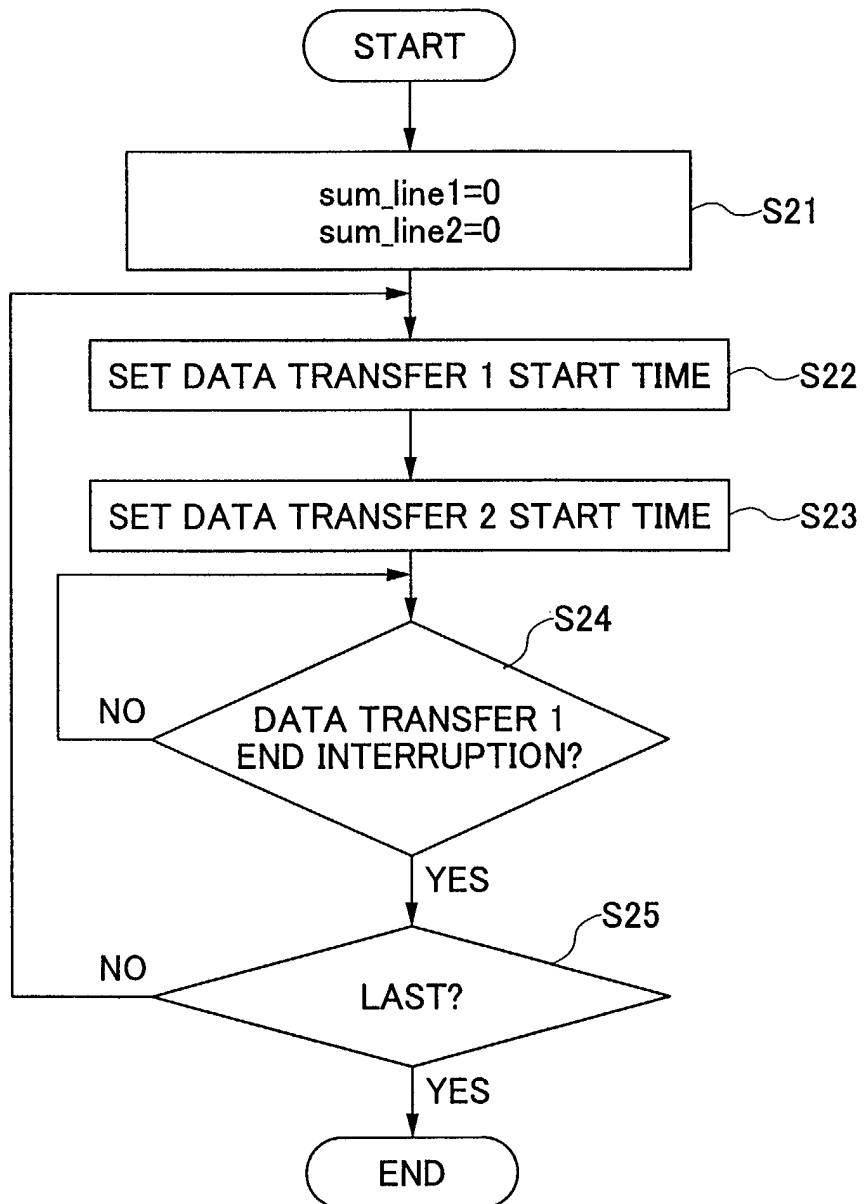 START
sum_line1=0
sum_line2=0
S21
SET DATA TRANSFER 1 START TIME
S22
SET DATA TRANSFER 2 START TIME
S23
S24
NO
DATA TRANSFER 1
END INTERRUPTION?
YES
S25
NO
LAST?
YES
END